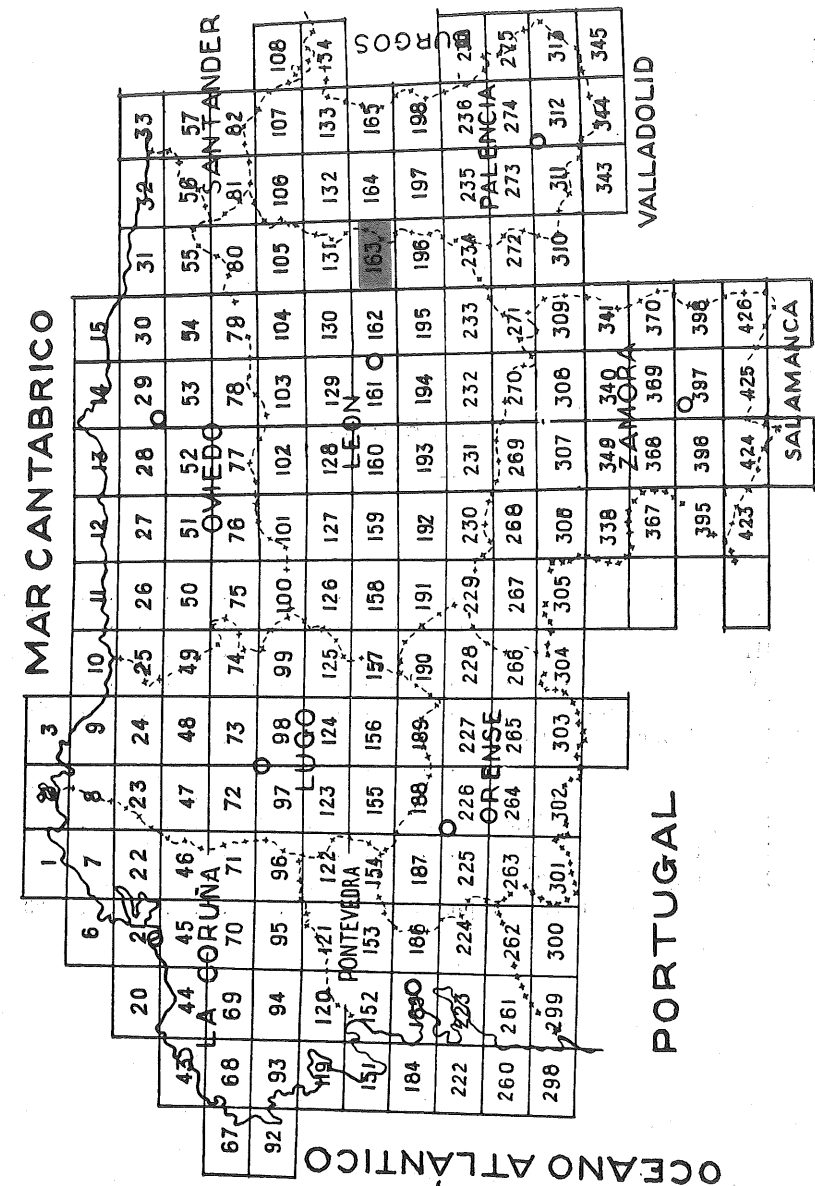 MAR CANTABRICO
1 3
6 7 8 9 10 11 12 13 14 15
20 21 22 23 24 25 26 27 28 29 30 31 32 33
43 44 45 46 47 48 49 50 51 52 53 54 55 56 57
LA CORUÑA OVIEDO SANTANDER
67 68 69 70 71 72 73 74 75 76 77 78 79 80 81 82
92 93 94 95 96 97 98 99 100 101 102 103 104 105 106 107 108
LUGO
119 120 121 122 123 124 125 126 127 128 129 130 131 132 133 134
PONTEVEDRA LEON
151 152 153 154 155 156 157 158 159 160 161 162 163 164 165
BURGOS
184 185 186 187 188 189 190 191 192 193 194 195 196 197 198
222 223 224 225 226 227 228 229 230 231 232 233 234 235 236
ORENSE PALENCIA
260 261 262 263 264 265 266 267 268 269 270 271 272 273 274 275
298 299 300 301 302 303 304 305 306 307 308 309 310 311 312 313
338 349 340 341 343 344 345
ZAMORA
VALLADOLID
367 368 369 370
395 396 397 398
423 424 425 426
SALAMANCA
OCEANO ATLÁNTICO
PORTUGAL